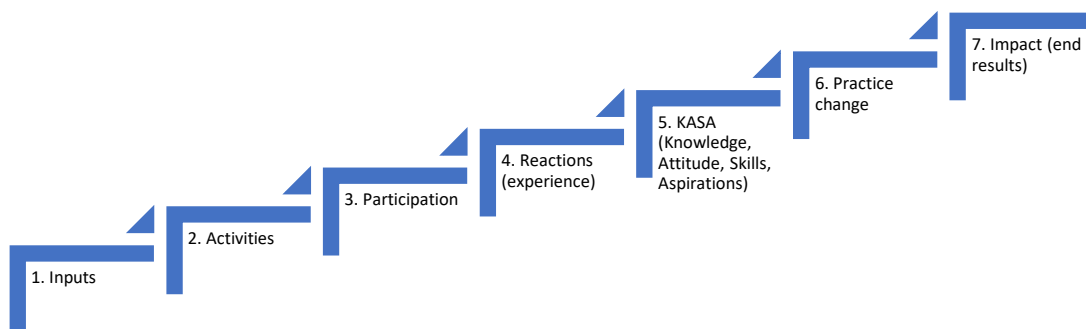 1. Inputs
2. Activities
3. Participation
4. Reactions
(experience)
5. KASA
(Knowledge,
Attitude, Skills,
Aspirations)
6. Practice
change
7. Impact (end
results)